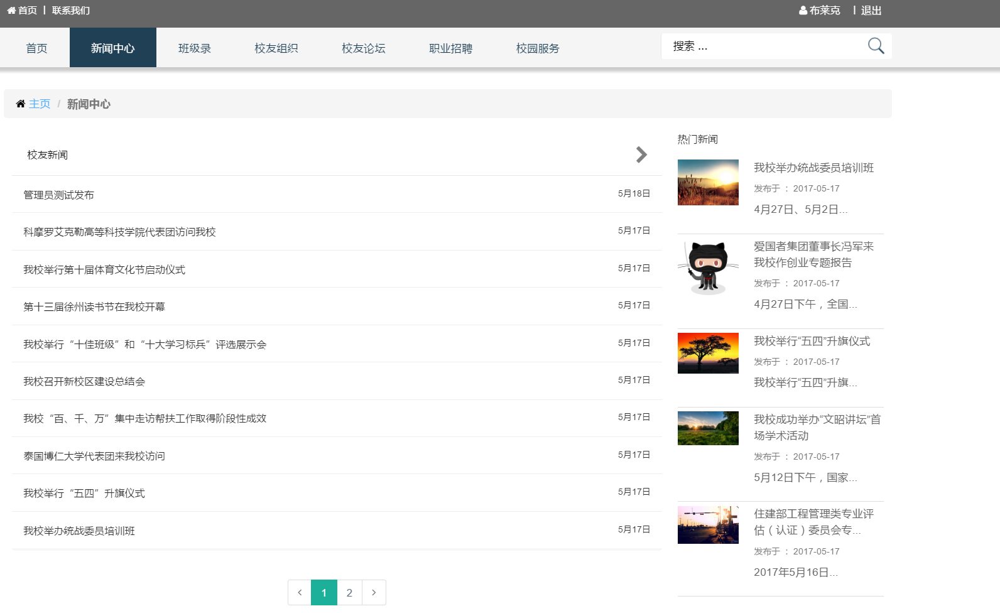 首页 | 联系我们
布莱克 | 退出
首页 新闻中心 班级录 校友组织 校友论坛 职业招聘 校园服务 搜索 ...
主页 / 新闻中心
校友新闻
管理员测试发布 5月18日
科摩罗艾克勒高等科技学院代表团访问我校 5月17日
我校举行第十届体育文化节启动仪式 5月17日
第十三届徐州读书节在我校开幕 5月17日
我校举行“十佳班级”和“十大学习标兵”评选展示会 5月17日
我校召开新校区建设总结会 5月17日
我校“百、千、万”集中走访帮扶工作取得阶段性成效 5月17日
泰国博仁大学代表团来我校访问 5月17日
我校举行“五四”升旗仪式 5月17日
我校举办统战委员培训班 5月17日
‹ 1 2 ›
热门新闻
我校举办统战委员培训班
发布于 ： 2017-05-17
4月27日、5月2日...
爱国者集团董事长冯军来
我校作创业专题报告
发布于 ： 2017-05-17
4月27日下午，全国...
我校举行“五四”升旗仪式
发布于 ： 2017-05-17
我校举行“五四”升旗...
我校成功举办“文昭讲坛”首
场学术活动
发布于 ： 2017-05-17
5月12日下午，国家...
住建部工程管理类专业评
估（认证）委员会专...
发布于 ： 2017-05-17
2017年5月16日...